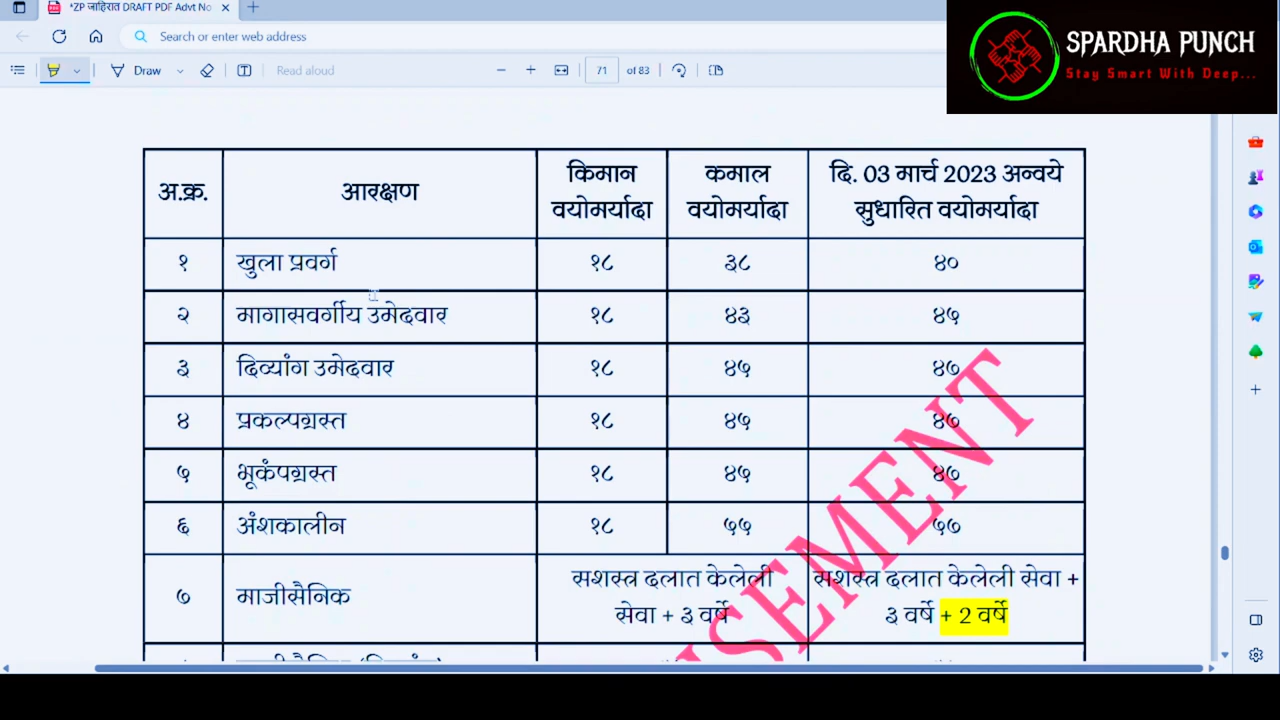 *ZP जाहिरात DRAFT PDF Advt No
Search or enter web address
SPARDHA PUNCH
Stay Smart With Deep...
Draw
Read aloud
71 of 83
अ.क्र. आरक्षण किमान वयोमर्यादा कमाल वयोमर्यादा दि. 03 मार्च 2023 अन्वये सुधारित वयोमर्यादा
१ खुला प्रवर्ग १८ ३८ ४०
२ मागासवर्गीय उमेदवार १८ ४३ ४५
३ दिव्यांग उमेदवार १८ ४५ ४७
४ प्रकल्पग्रस्त १८ ४५ ४७
५ भूकंपग्रस्त १८ ४५ ४७
६ अंशकालीन १८ ५५ ५७
७ माजीसैनिक सशस्त्र दलात केलेली सेवा + ३ वर्षे सशस्त्र दलात केलेली सेवा + ३ वर्षे + 2 वर्षे